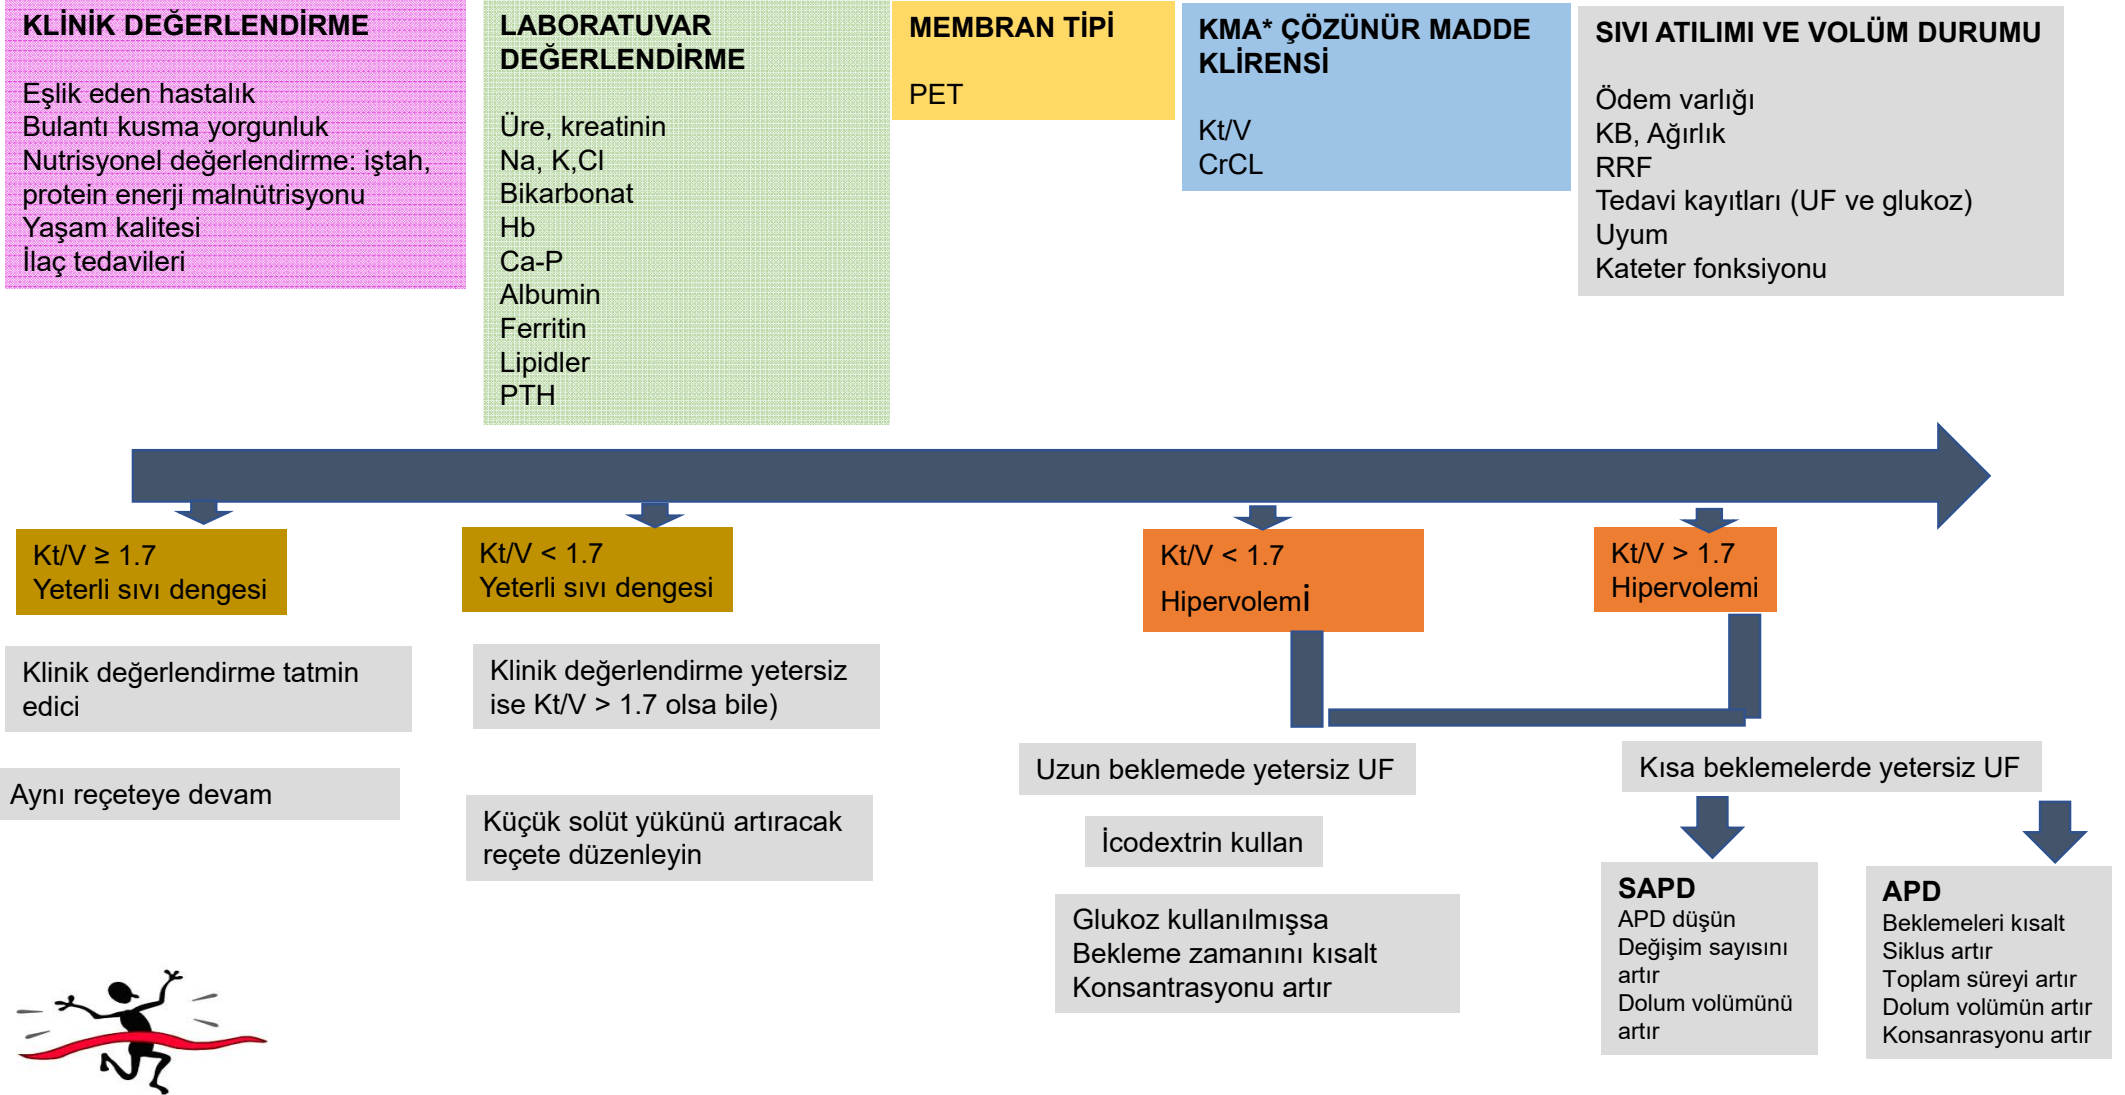 KLİNİK DEĞERLENDİRME
Eşlik eden hastalık
Bulantı kusma yorgunluk
Nutrisyonel değerlendirme: iştah,
protein enerji malnütrisyonu
Yaşam kalitesi
İlaç tedavileri
LABORATUVAR
DEĞERLENDİRME
Üre, kreatinin
Na, K,Cl
Bikarbonat
Hb
Ca-P
Albumin
Ferritin
Lipidler
PTH
MEMBRAN TİPİ
PET
KMA* ÇÖZÜNÜR MADDE
KLİRENSİ
Kt/V
CrCL
SIVI ATILIMI VE VOLÜM DURUMU
Ödem varlığı
KB, Ağırlık
RRF
Tedavi kayıtları (UF ve glukoz)
Uyum
Kateter fonksiyonu
Kt/V ≥ 1.7
Yeterli sıvı dengesi
Klinik değerlendirme tatmin
edici
Aynı reçeteye devam
Kt/V < 1.7
Yeterli sıvı dengesi
Klinik değerlendirme yetersiz
ise Kt/V > 1.7 olsa bile)
Küçük solüt yükünü artıracak
reçete düzenleyin
Kt/V < 1.7
Hipervolemİ
Kt/V > 1.7
Hipervolemi
Uzun beklemede yetersiz UF
İcodextrin kullan
Glukoz kullanılmışsa
Bekleme zamanını kısalt
Konsantrasyonu artır
Kısa beklemelerde yetersiz UF
SAPD
APD düşün
Değişim sayısını
artır
Dolum volümünü
artır
APD
Beklemeleri kısalt
Siklus artır
Toplam süreyi artır
Dolum volümün artır
Konsanrasyonu artır